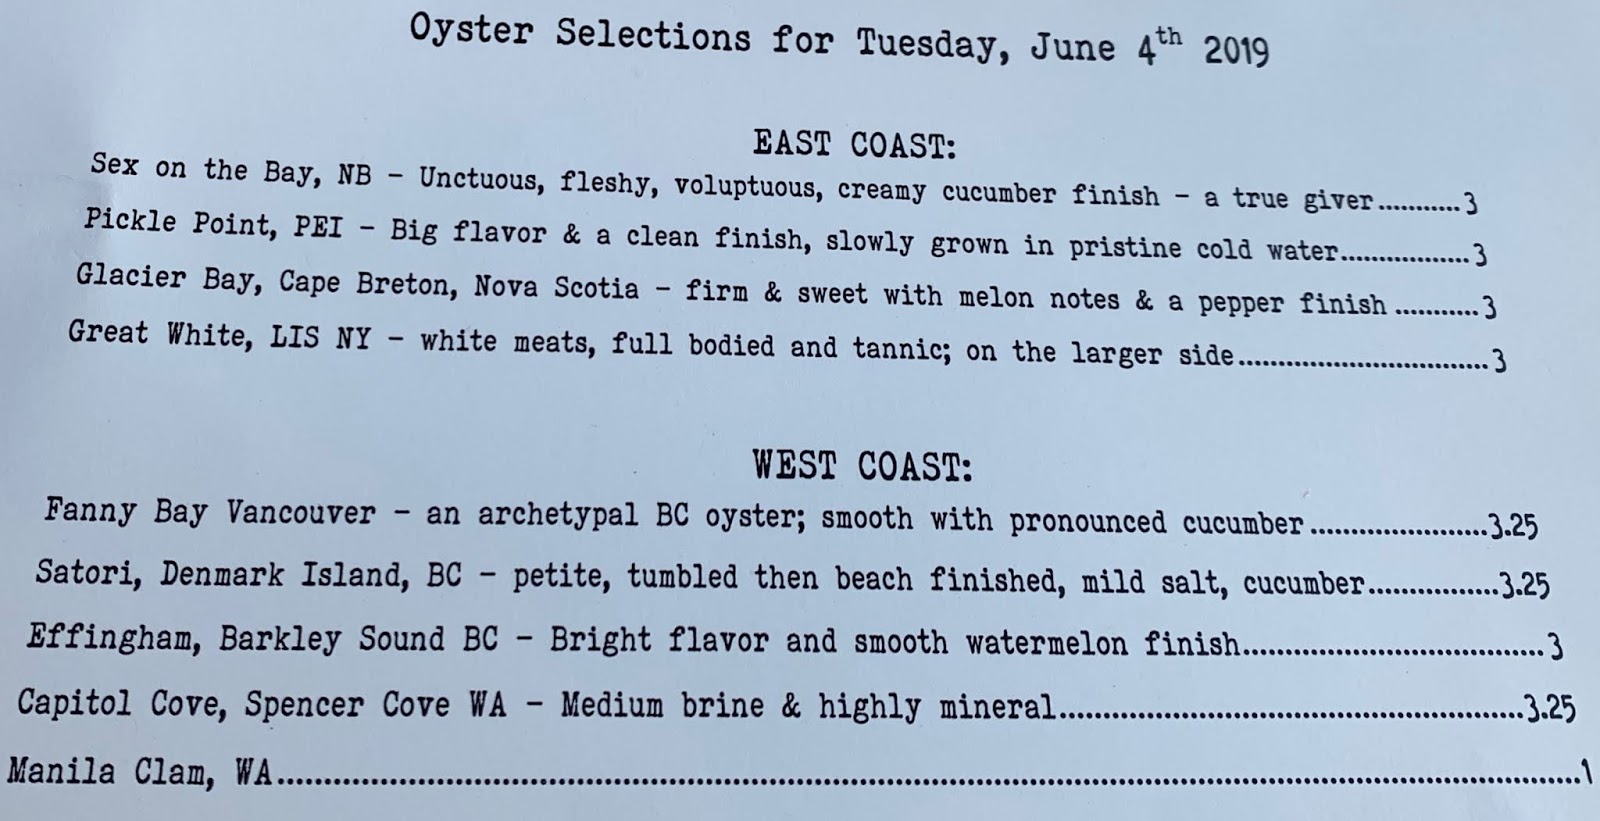 Oyster Selections for Tuesday, June 4th 2019
EAST COAST:
Sex on the Bay, NB - Unctuous, fleshy, voluptuous, creamy cucumber finish - a true giver...........3
Pickle Point, PEI - Big flavor & a clean finish, slowly grown in pristine cold water.................3
Glacier Bay, Cape Breton, Nova Scotia - firm & sweet with melon notes & a pepper finish...........3
Great White, LIS NY - white meats, full bodied and tannic; on the larger side.................................3
WEST COAST:
Fanny Bay Vancouver - an archetypal BC oyster; smooth with pronounced cucumber.......................3.25
Satori, Denmark Island, BC - petite, tumbled then beach finished, mild salt, cucumber.................3.25
Effingham, Barkley Sound BC - Bright flavor and smooth watermelon finish.......................................3
Capitol Cove, Spencer Cove WA - Medium brine & highly mineral............................................................3.25
Manila Clam, WA........................................................................................................................................................1